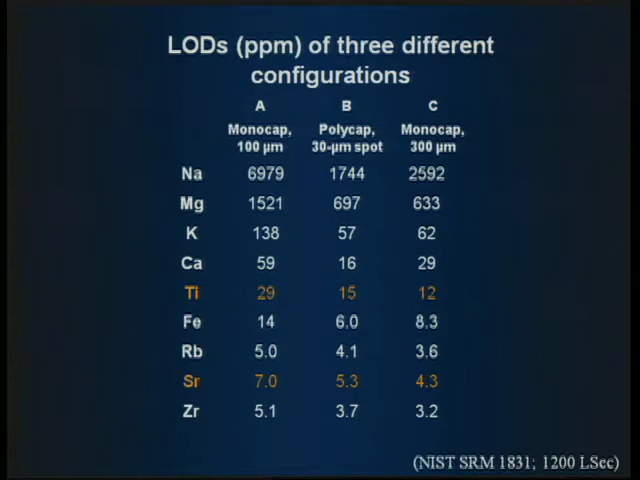 LODs (ppm) of three different
configurations
A B C
Monocap, Polycap, Monocap,
100 µm 30-µm spot 300 µm
Na 6979 1744 2592
Mg 1521 697 633
K 138 57 62
Ca 59 16 29
Ti 29 15 12
Fe 14 6.0 8.3
Rb 5.0 4.1 3.6
Sr 7.0 5.3 4.3
Zr 5.1 3.7 3.2
(NIST SRM 1831; 1200 LSec)